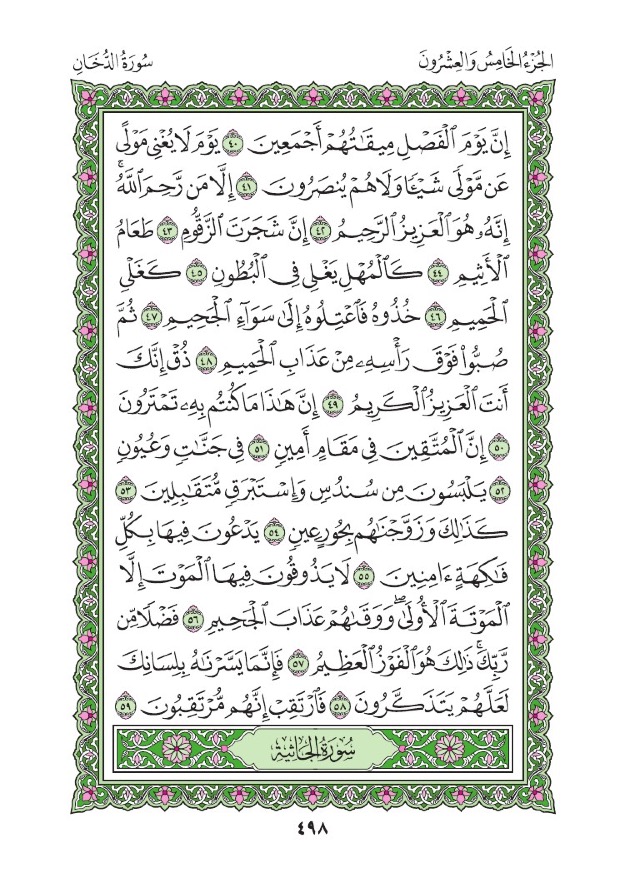 الجُزْءُ الخَامِسُ وَالعِشْرُونَ
سُورَةُ الدُّخَانِ
إِنَّ يَوْمَ ٱلْفَصْلِ مِيقَٰتُهُمْ أَجْمَعِينَ ٤٠ يَوْمَ لَا يُغْنِي مَوْلًى
عَن مَّوْلًى شَيْـًٔا وَلَا هُمْ يُنصَرُونَ ٤١ إِلَّا مَن رَّحِمَ ٱللَّهُۚ
إِنَّهُۥ هُوَ ٱلْعَزِيزُ ٱلرَّحِيمُ ٤٢ إِنَّ شَجَرَتَ ٱلزَّقُّومِ ٤٣ طَعَامُ
ٱلْأَثِيمِ ٤٤ كَٱلْمُهْلِ يَغْلِي فِي ٱلْبُطُونِ ٤٥ كَغَلْيِ
ٱلْحَمِيمِ ٤٦ خُذُوهُ فَٱعْتِلُوهُ إِلَىٰ سَوَآءِ ٱلْجَحِيمِ ٤٧ ثُمَّ
صُبُّوا۟ فَوْقَ رَأْسِهِۦ مِنْ عَذَابِ ٱلْحَمِيمِ ٤٨ ذُقْ إِنَّكَ
أَنتَ ٱلْعَزِيزُ ٱلْكَرِيمُ ٤٩ إِنَّ هَٰذَا مَا كُنتُم بِهِۦ تَمْتَرُونَ
٥٠ إِنَّ ٱلْمُتَّقِينَ فِي مَقَامٍ أَمِينٍ ٥١ فِي جَنَّٰتٍ وَعُيُونٍ
٥٢ يَلْبَسُونَ مِن سُندُسٍ وَإِسْتَبْرَقٍ مُّتَقَٰبِلِينَ ٥٣
كَذَٰلِكَ وَزَوَّجْنَٰهُم بِحُورٍ عِينٍ ٥٤ يَدْعُونَ فِيهَا بِكُلِّ
فَٰكِهَةٍ ءَامِنِينَ ٥٥ لَا يَذُوقُونَ فِيهَا ٱلْمَوْتَ إِلَّا
ٱلْمَوْتَةَ ٱلْأُولَىٰۖ وَوَقَىٰهُمْ عَذَابَ ٱلْجَحِيمِ ٥٦ فَضْلًا مِّن
رَّبِّكَۚ ذَٰلِكَ هُوَ ٱلْفَوْزُ ٱلْعَظِيمُ ٥٧ فَإِنَّمَا يَسَّرْنَٰهُ بِلِسَانِكَ
لَعَلَّهُمْ يَتَذَكَّرُونَ ٥٨ فَٱرْتَقِبْ إِنَّهُم مُّرْتَقِبُونَ ٥٩
سُورَةُ الجَاثِيَةِ
٤٩٨